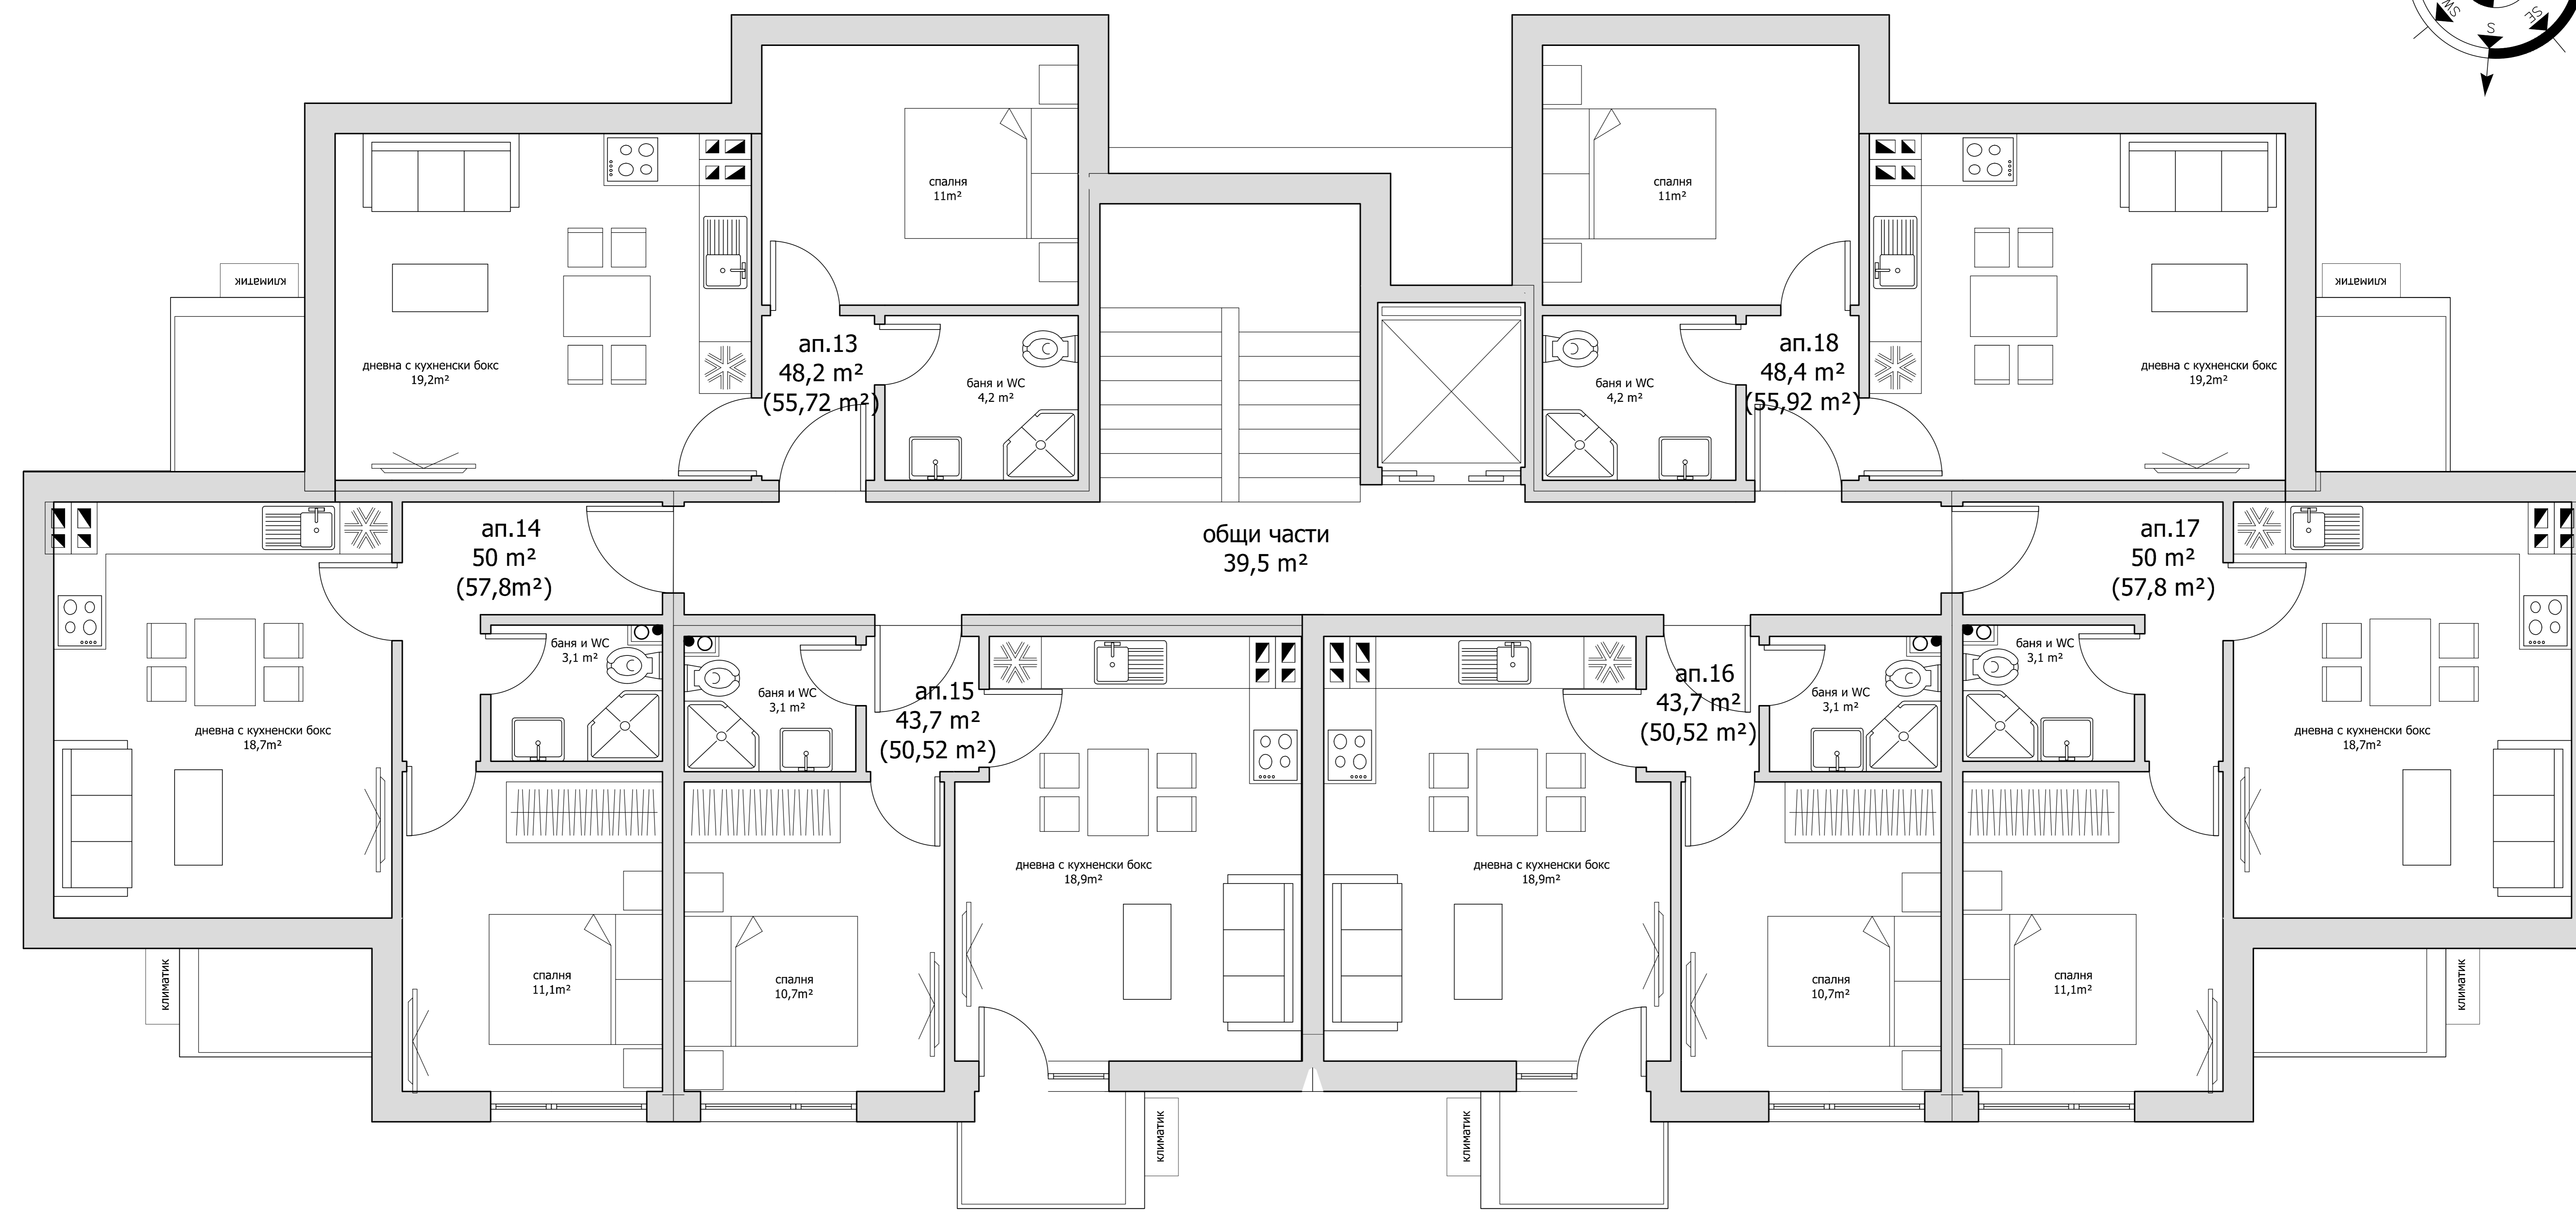 SW
S
SE
спалня
11m²
спалня
11m²
климатик
климатик
дневна с кухненски бокс
19,2m²
ап.13
48,2 m²
(55,72 m²)
баня и WC
4,2 m²
баня и WC
4,2 m²
ап.18
48,4 m²
(55,92 m²)
дневна с кухненски бокс
19,2m²
ап.14
50 m²
(57,8m²)
общи части
39,5 m²
ап.17
50 m²
(57,8 m²)
баня и WC
3,1 m²
баня и WC
3,1 m²
ап.15
43,7 m²
(50,52 m²)
ап.16
43,7 m²
(50,52 m²)
баня и WC
3,1 m²
баня и WC
3,1 m²
дневна с кухненски бокс
18,7m²
дневна с кухненски бокс
18,7m²
дневна с кухненски бокс
18,9m²
дневна с кухненски бокс
18,9m²
климатик
спалня
11,1m²
спалня
10,7m²
спалня
10,7m²
спалня
11,1m²
климатик
климатик
климатик